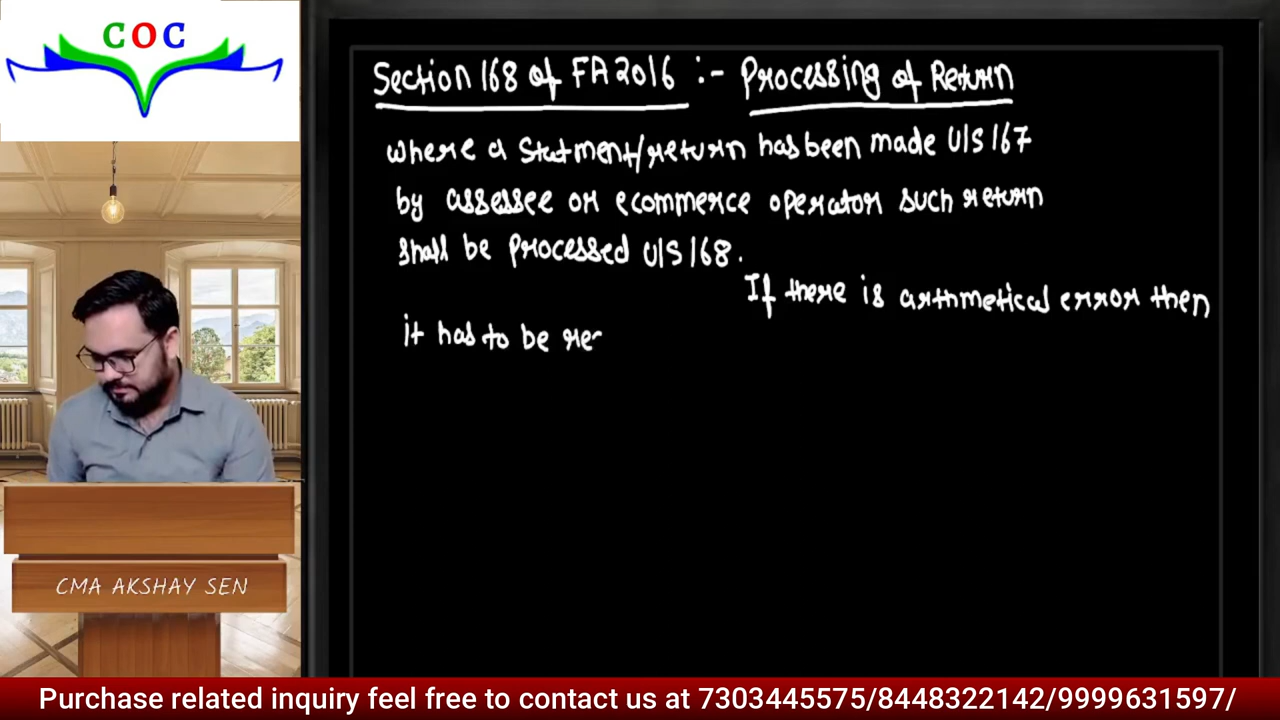 COC
Section 168 of FA 2016 :- Processing of Return
where a statment/return has been made U/S 167
by assessee or ecommerce operator such return
shall be processed U/S 168.
If there is arthmetical error then
it has to be re
CMA AKSHAY SEN
Purchase related inquiry feel free to contact us at 7303445575/8448322142/9999631597/